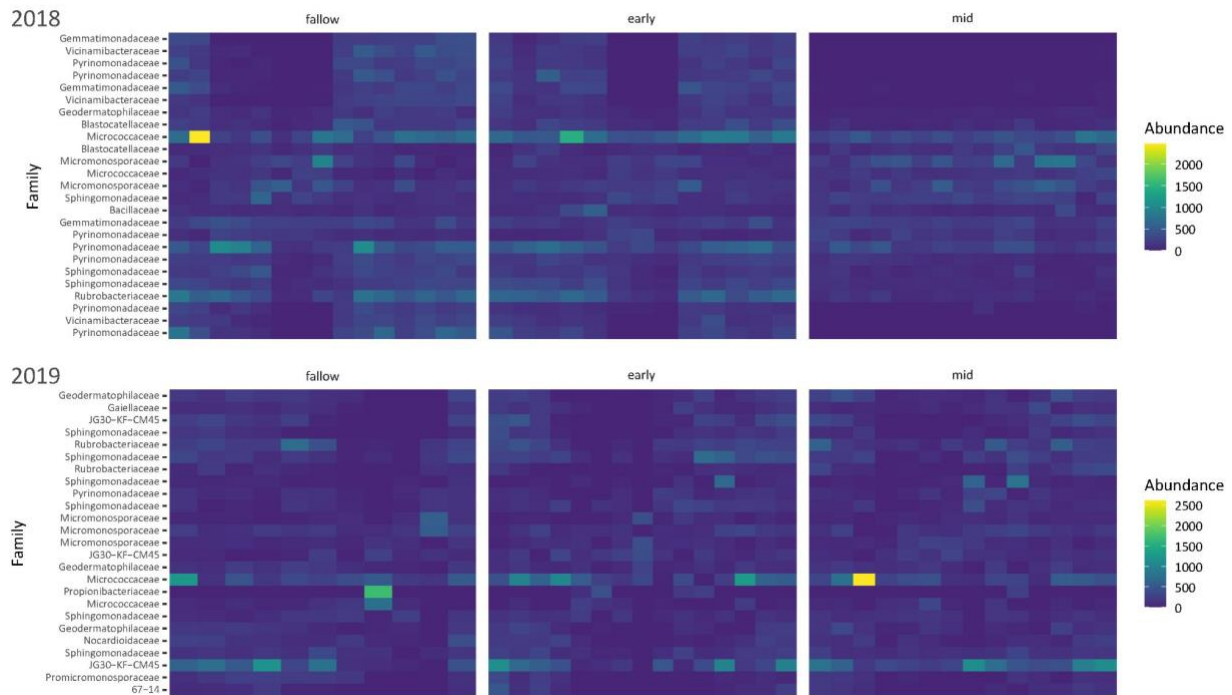 2018
fallow
early
mid
Gemmatimonadaceae
Vicinamibacteraceae
Pyrinomonadaceae
Pyrinomonadaceae
Gemmatimonadaceae
Vicinamibacteraceae
Geodermatophilaceae
Blastocatellaceae
Micrococcaceae
Blastocatellaceae
Micromonosporaceae
Micrococcaceae
Micromonosporaceae
Sphingomonadaceae
Bacillaceae
Gemmatimonadaceae
Pyrinomonadaceae
Pyrinomonadaceae
Pyrinomonadaceae
Sphingomonadaceae
Sphingomonadaceae
Rubrobacteriaceae
Pyrinomonadaceae
Vicinamibacteraceae
Pyrinomonadaceae
Family
Abundance
2000
1500
1000
500
0
2019
fallow
early
mid
Geodermatophilaceae
Gaiellaceae
JG30-KF-CM45
Sphingomonadaceae
Rubrobacteriaceae
Sphingomonadaceae
Rubrobacteriaceae
Sphingomonadaceae
Pyrinomonadaceae
Sphingomonadaceae
Micromonosporaceae
Micromonosporaceae
Micromonosporaceae
JG30-KF-CM45
Geodermatophilaceae
Micrococcaceae
Propionibacteriaceae
Micrococcaceae
Sphingomonadaceae
Geodermatophilaceae
Nocardioidaceae
Sphingomonadaceae
JG30-KF-CM45
Promicromonosporaceae
67-14
Family
Abundance
2500
2000
1500
1000
500
0